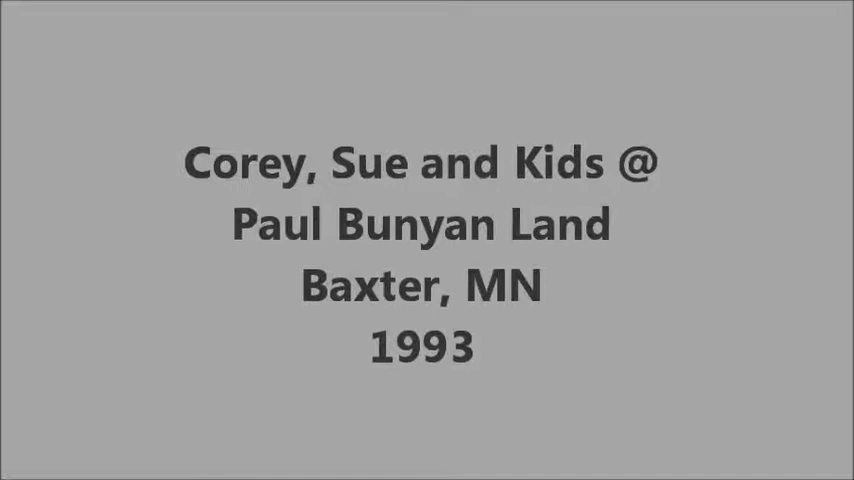 Corey, Sue and Kids @
Paul Bunyan Land
Baxter, MN
1993